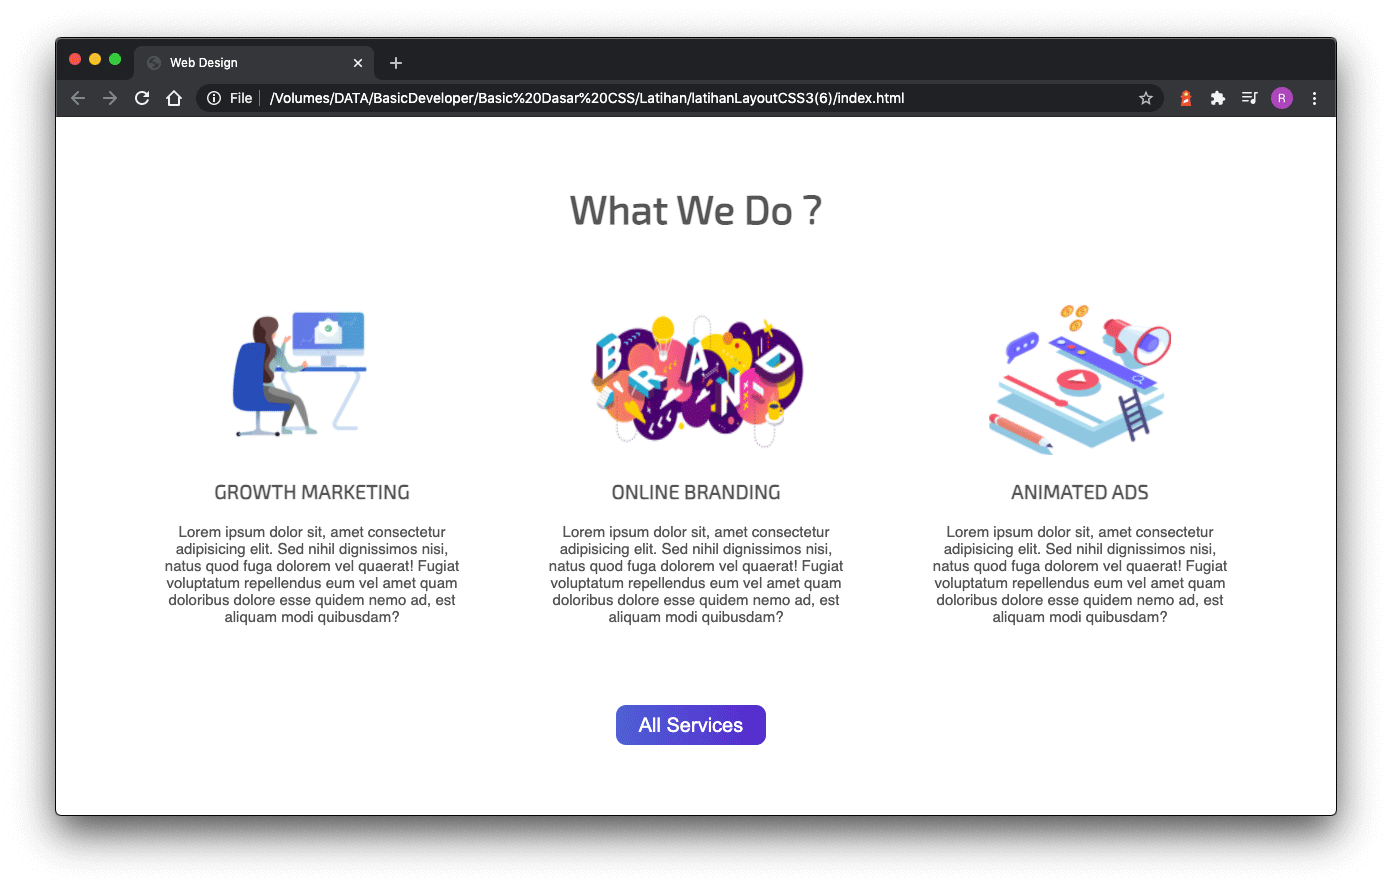 Web Design
File /Volumes/DATA/BasicDeveloper/Basic%20Dasar%20CSS/Latihan/latihanLayoutCSS3(6)/index.html
R
What We Do ?
BRAND
GROWTH MARKETING
Lorem ipsum dolor sit, amet consectetur
adipisicing elit. Sed nihil dignissimos nisi,
natus quod fuga dolorem vel quaerat! Fugiat
voluptatum repellendus eum vel amet quam
doloribus dolore esse quidem nemo ad, est
aliquam modi quibusdam?
ONLINE BRANDING
Lorem ipsum dolor sit, amet consectetur
adipisicing elit. Sed nihil dignissimos nisi,
natus quod fuga dolorem vel quaerat! Fugiat
voluptatum repellendus eum vel amet quam
doloribus dolore esse quidem nemo ad, est
aliquam modi quibusdam?
ANIMATED ADS
Lorem ipsum dolor sit, amet consectetur
adipisicing elit. Sed nihil dignissimos nisi,
natus quod fuga dolorem vel quaerat! Fugiat
voluptatum repellendus eum vel amet quam
doloribus dolore esse quidem nemo ad, est
aliquam modi quibusdam?
All Services